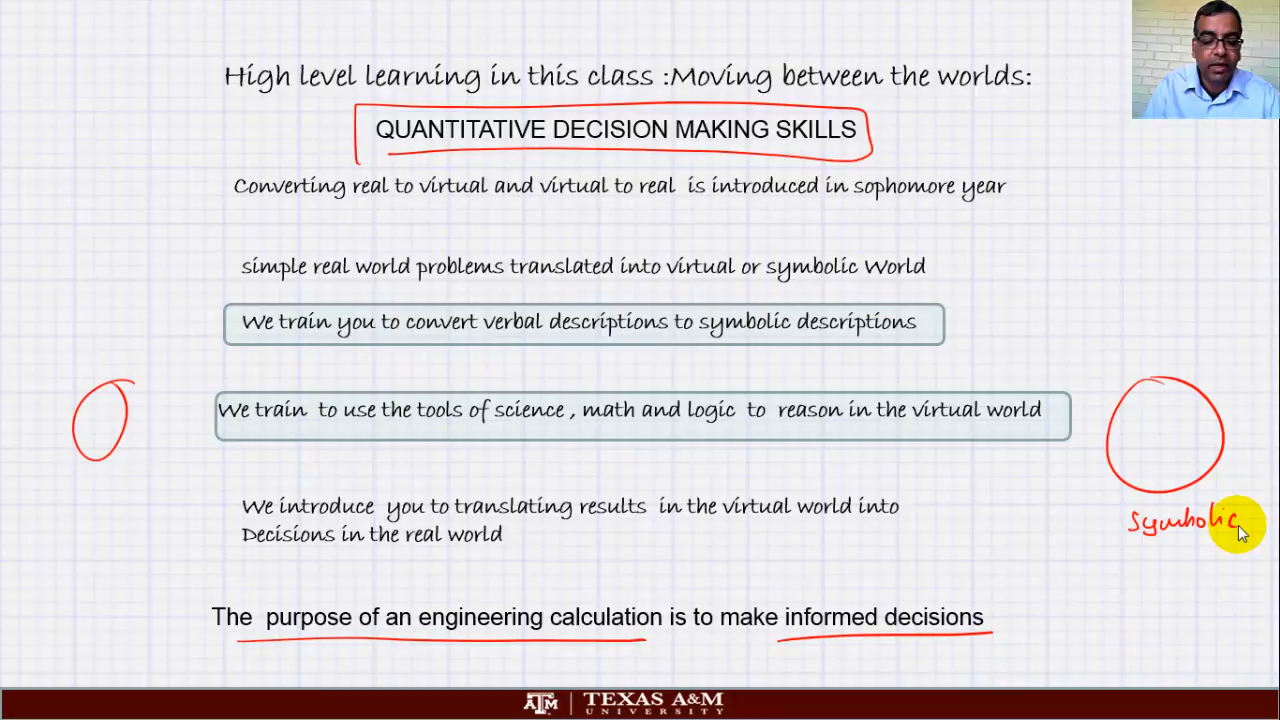 High level learning in this class :Moving between the worlds:
QUANTITATIVE DECISION MAKING SKILLS
Converting real to virtual and virtual to real is introduced in sophomore year
simple real world problems translated into virtual or symbolic World
We train you to convert verbal descriptions to symbolic descriptions
We train to use the tools of science , math and logic to reason in the virtual world
We introduce you to translating results in the virtual world into
Decisions in the real world
Symbolic
The purpose of an engineering calculation is to make informed decisions
ATM | TEXAS A&M
UNIVERSITY